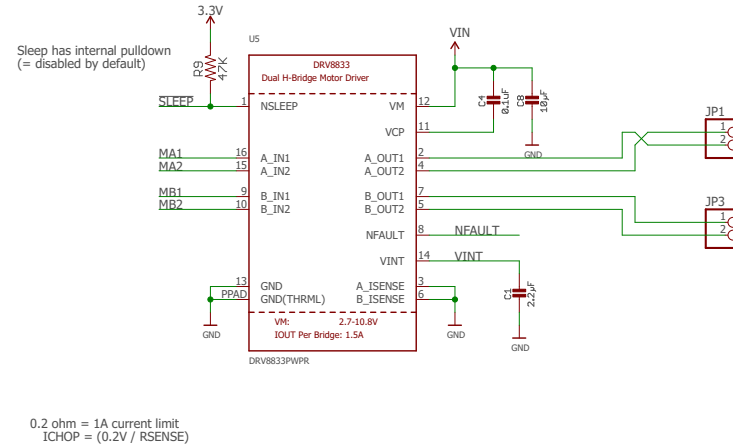 3.3V
Sleep has internal pulldown
(= disabled by default)
R9
47K
U5
DRV8833
Dual H-Bridge Motor Driver
VIN
C4
0.1uF
C8
10µF
GND
SLEEP
1
NSLEEP
VM
12
VCP
11
JP1
1
2
MA1
16
A_IN1
A_OUT1
2
MA2
15
A_IN2
A_OUT2
4
MB1
9
B_IN1
B_OUT1
7
MB2
10
B_IN2
B_OUT2
5
JP3
1
2
NFAULT
8
NFAULT
VINT
14
VINT
C1
2.2µF
GND
13
GND
A_ISENSE
3
PPAD
GND(THRML)
B_ISENSE
6
GND
GND
VM: 2.7-10.8V
IOUT Per Bridge: 1.5A
DRV8833PWPR
0.2 ohm = 1A current limit
ICHOP = (0.2V / RSENSE)